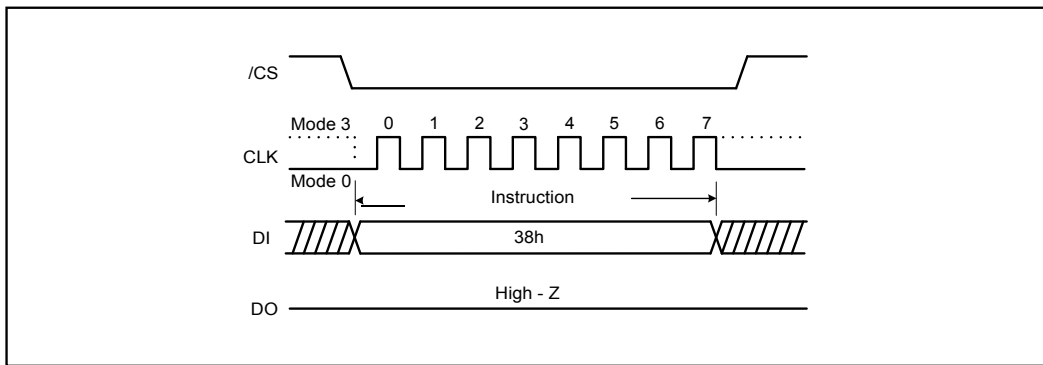 /CS
Mode 3 0 1 2 3 4 5 6 7
CLK
Mode 0
Instruction
DI 38h
High - Z
DO